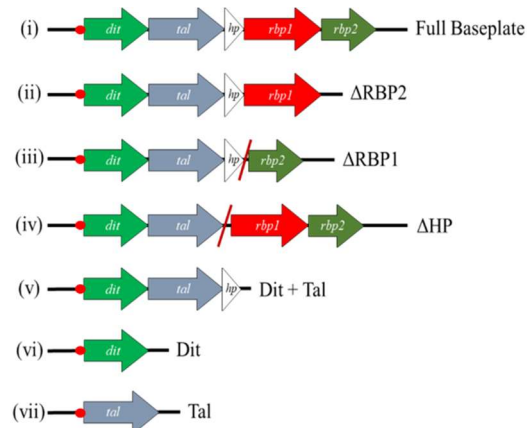 (i) dit tal hp rbp1 rbp2 Full Baseplate
(ii) dit tal hp rbp1 ΔRBP2
(iii) dit tal hp rbp2 ΔRBP1
(iv) dit tal rbp1 rbp2 ΔHP
(v) dit tal hp Dit + Tal
(vi) dit Dit
(vii) tal Tal